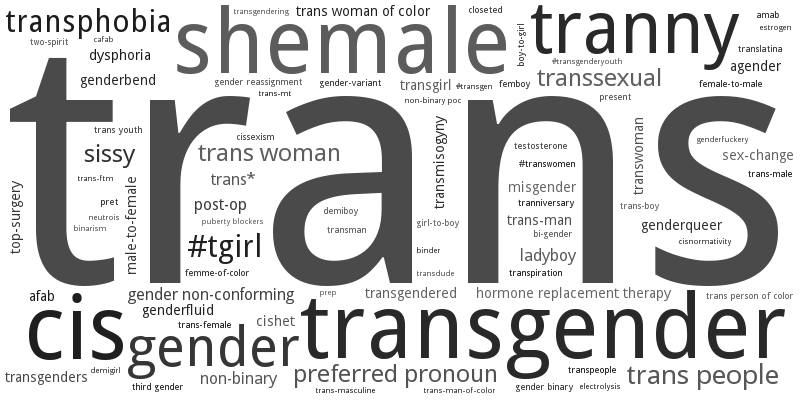 transphobia
transgendering
trans woman of color
closeted
tranny
amab
two-spirit
cafab
shemale
boy-to-girl
estrogen
dysphoria
translatina
#transgenderyouth
agender
genderbend
gender reassignment
gender-variant
transgirl
#transgen
femboy
transsexual
female-to-male
trans-mt
non-binary poc
present
trans
trans youth
cissexism
transmisogyny
testosterone
transwoman
genderfuckery
sissy
trans woman
#transwomen
sex-change
trans-ftm
trans*
misgender
trans-male
top-surgery
male-to-female
pret
post-op
demiboy
tranniversary
trans-boy
neutrois
puberty blockers
girl-to-boy
trans-man
genderqueer
binarism
transman
bi-gender
#tgirl
binder
ladyboy
cisnormativity
femme-of-color
transdude
transpiration
afab
gender non-conforming
prep
transgendered
hormone replacement therapy
trans person of color
genderfluid
cis
trans-female
cishet
gender
transgender
transgenders
demigirl
third gender
non-binary
preferred pronoun
trans-masculine
trans-man-of-color
gender binary
transpeople
electrolysis
trans people